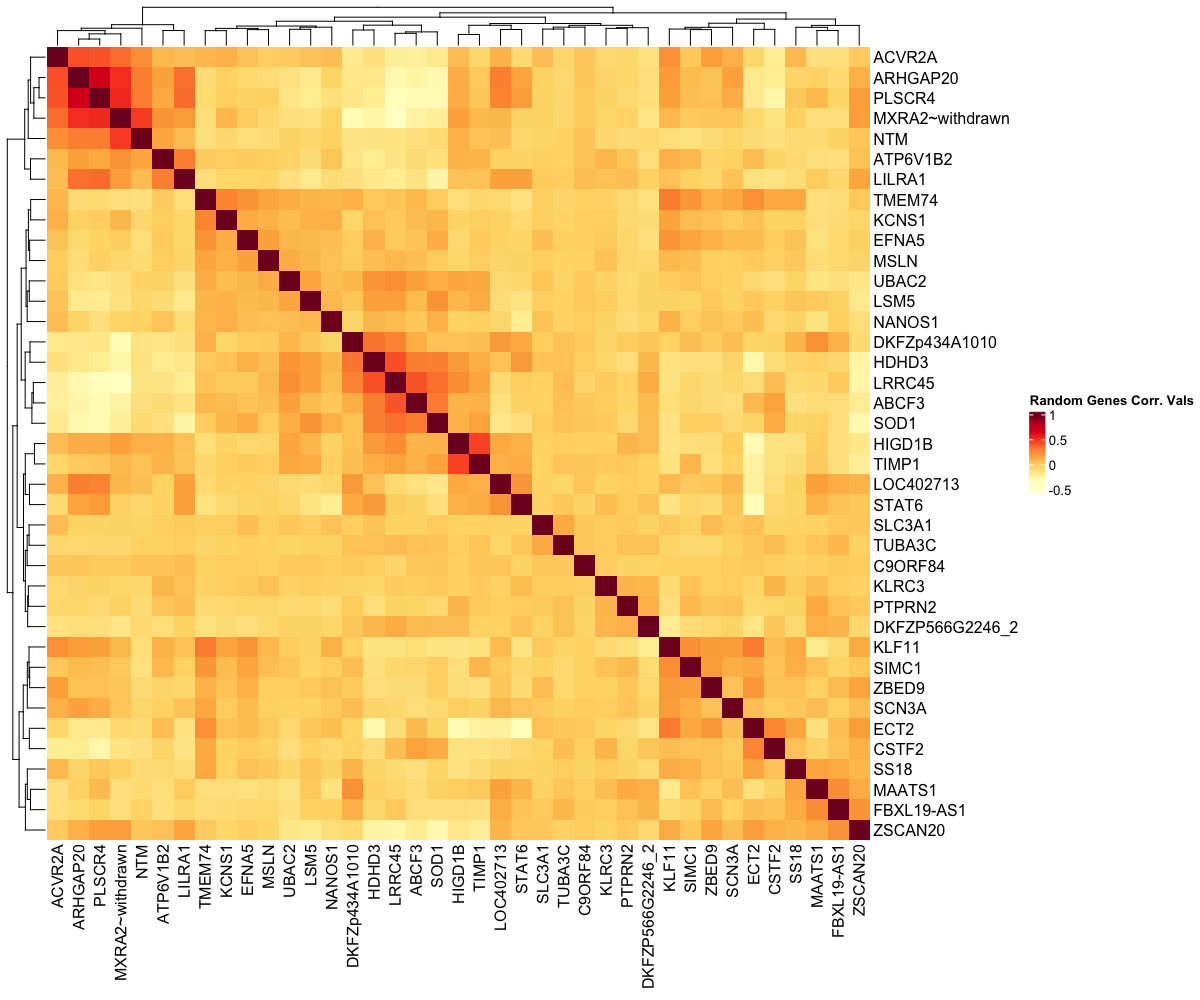 ACVR2A
ARHGAP20
PLSCR4
MXRA2~withdrawn
NTM
ATP6V1B2
LILRA1
TMEM74
KCNS1
EFNA5
MSLN
UBAC2
LSM5
NANOS1
DKFZp434A1010
HDHD3
LRRC45
ABCF3
SOD1
HIGD1B
TIMP1
LOC402713
STAT6
SLC3A1
TUBA3C
C9ORF84
KLRC3
PTPRN2
DKFZP566G2246_2
KLF11
SIMC1
ZBED9
SCN3A
ECT2
CSTF2
SS18
MAATS1
FBXL19-AS1
ZSCAN20
Random Genes Corr. Vals
1
0.5
0
-0.5
ACVR2A
ARHGAP20
PLSCR4
MXRA2~withdrawn
NTM
ATP6V1B2
LILRA1
TMEM74
KCNS1
EFNA5
MSLN
UBAC2
LSM5
NANOS1
DKFZp434A1010
HDHD3
LRRC45
ABCF3
SOD1
HIGD1B
TIMP1
LOC402713
STAT6
SLC3A1
TUBA3C
C9ORF84
KLRC3
PTPRN2
DKFZP566G2246_2
KLF11
SIMC1
ZBED9
SCN3A
ECT2
CSTF2
SS18
MAATS1
FBXL19-AS1
ZSCAN20